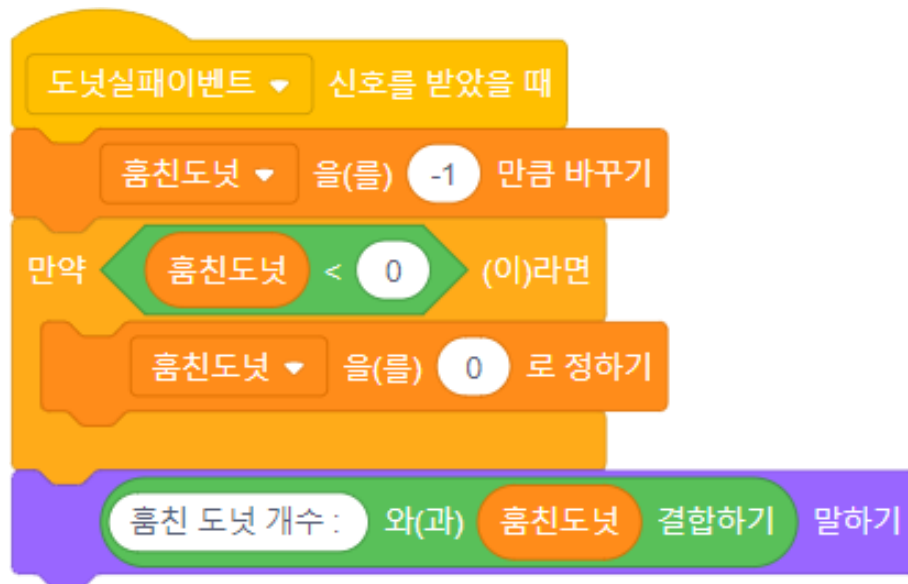 도넛실패이벤트 신호를 받았을 때
훔친도넛 을(를) -1 만큼 바꾸기
만약 훔친도넛 < 0 (이)라면
훔친도넛 을(를) 0 로 정하기
훔친 도넛 개수 : 와(과) 훔친도넛 결합하기 말하기